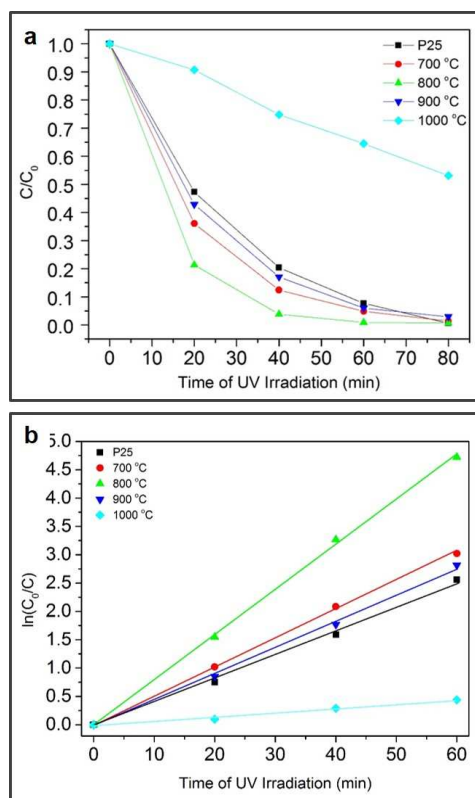 a
1.0
0.9
0.8
0.7
0.6
0.5
0.4
0.3
0.2
0.1
0.0
C/C₀
P25
700 °C
800 °C
900 °C
1000 °C
0 10 20 30 40 50 60 70 80
Time of UV Irradiation (min)
b
5.0
4.5
4.0
3.5
3.0
2.5
2.0
1.5
1.0
0.5
0.0
ln(C₀/C)
P25
700 °C
800 °C
900 °C
1000 °C
0 10 20 30 40 50 60
Time of UV Irradiation (min)